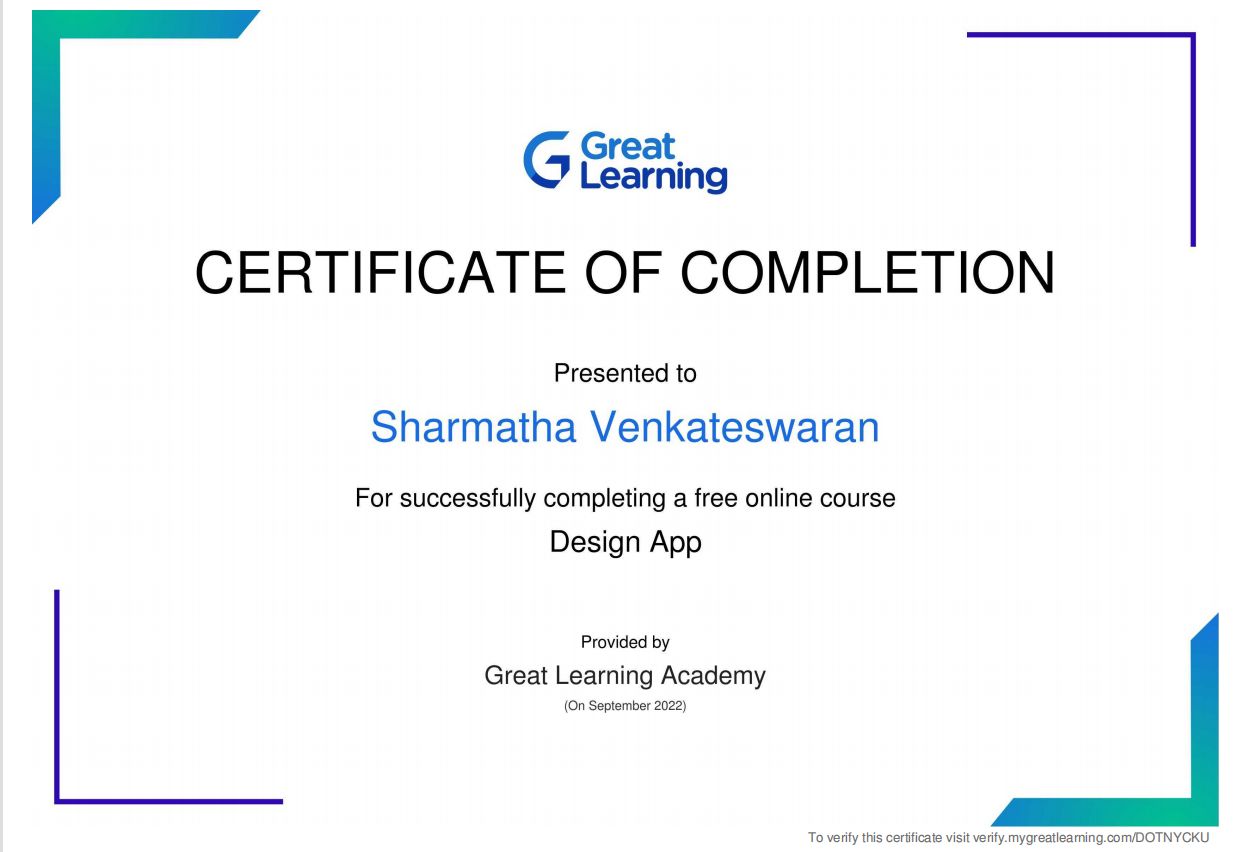 Great
Learning
CERTIFICATE OF COMPLETION
Presented to
Sharmatha Venkateswaran
For successfully completing a free online course
Design App
Provided by
Great Learning Academy
(On September 2022)
To verify this certificate visit verify.mygreatlearning.com/DOTNYCKU